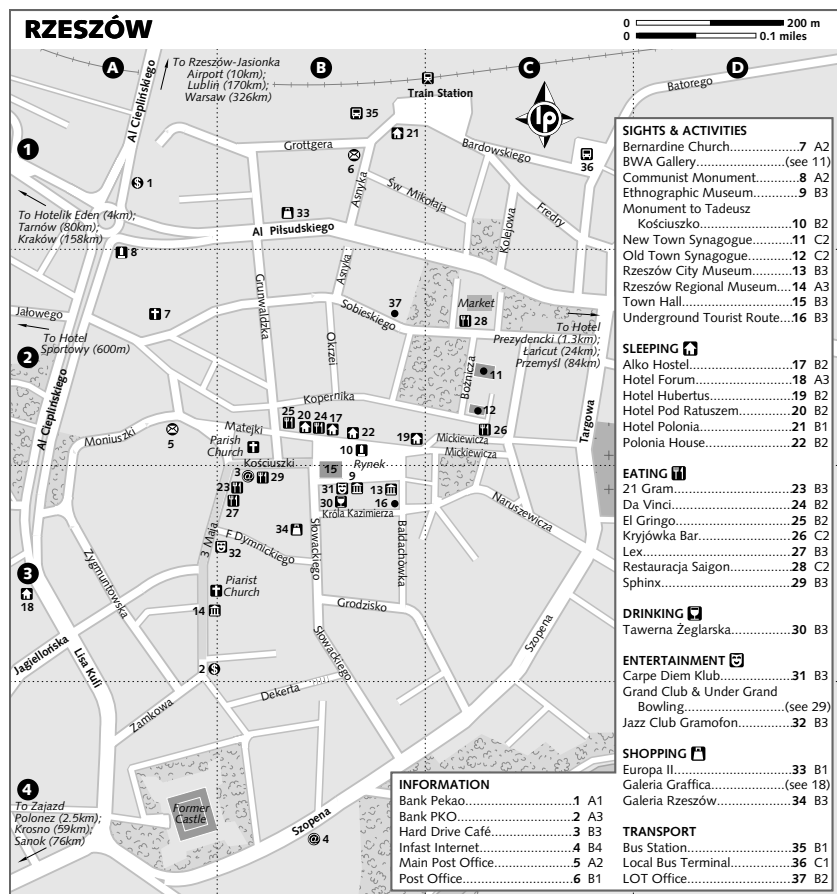 RZESZÓW
0 200 m
0 0.1 miles
A
B
C
D
To Rzeszów-Jasionka
Airport (10km);
Lublin (170km);
Warsaw (326km)
Al Cieplińskiego
Train Station
Batorego
35
21
lp
1
Grottgera
6
Bardowskiego
36
1
Asnyka
Św Mikołaja
Fredry
33
Kolejowa
To Hotelik Eden (4km);
Tarnów (80km);
Kraków (158km)
Al Piłsudskiego
8
Asnyka
Grunwaldzka
37
Market
Jałowego
7
Sobieskiego
28
To Hotel
Prezydencki (1.3km);
Łańcut (24km);
Przemyśl (84km)
To Hotel
Sportowy (600m)
2
Okrzei
11
Bożnicza
Al Cieplińskiego
Kopernika
12
Targowa
25 20 24 17
Matejki
22
26
Moniuszki
5
Parish
Church
10
19
Mickiewicza
Mickiewicza
Kościuszki
Rynek
3
29
15
9
23
31
13
27
30
16
Króla Kazimierza
Naruszewicza
34
3 Maja
F Dymnickiego
32
Słowackiego
Baldachówka
Zygmuntowska
3
18
Piarist
Church
14
Grodzisko
Szopena
Jagiellońska
Lisa Kuli
Słowackiego
2
Dekerta
Zamkowa
4
To Zajazd
Polonez (2.5km);
Krosno (59km);
Sanok (76km)
Former
Castle
Szopena
4
SIGHTS & ACTIVITIES
Bernardine Church.......7 A2
BWA Gallery.......(see 11)
Communist Monument.......8 A2
Ethnographic Museum.......9 B3
Monument to Tadeusz
Kościuszko.......10 B2
New Town Synagogue.......11 C2
Old Town Synagogue.......12 C2
Rzeszów City Museum.......13 B3
Rzeszów Regional Museum.......14 A3
Town Hall.......15 B3
Underground Tourist Route.......16 B3
SLEEPING
Alko Hostel.......17 B2
Hotel Forum.......18 A3
Hotel Hubertus.......19 B2
Hotel Pod Ratuszem.......20 B2
Hotel Polonia.......21 B1
Polonia House.......22 B2
EATING
21 Gram.......23 B3
Da Vinci.......24 B2
El Gringo.......25 B2
Kryjówka Bar.......26 C2
Lex.......27 B3
Restauracja Saigon.......28 C2
Sphinx.......29 B3
DRINKING
Tawerna Żeglarska.......30 B3
ENTERTAINMENT
Carpe Diem Klub.......31 B3
Grand Club & Under Grand
Bowling.......(see 29)
Jazz Club Gramofon.......32 B3
SHOPPING
Europa II.......33 B1
Galeria Graffica.......(see 18)
Galeria Rzeszów.......34 B3
TRANSPORT
Bus Station.......35 B1
Local Bus Terminal.......36 C1
LOT Office.......37 B2
INFORMATION
Bank Pekao.......1 A1
Bank PKO.......2 A3
Hard Drive Café.......3 B3
Infast Internet.......4 B4
Main Post Office.......5 A2
Post Office.......6 B1